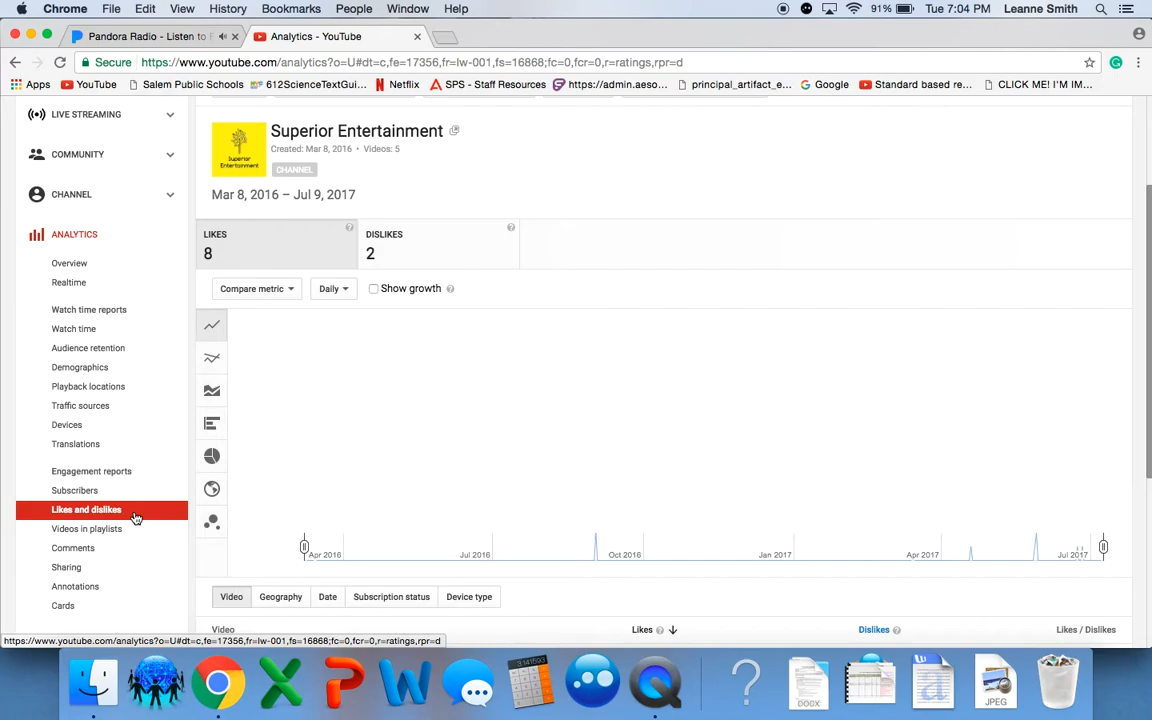 Chrome File Edit View History Bookmarks People Window Help 91% Tue 7:04 PM Leanne Smith
Pandora Radio - Listen to F Analytics - YouTube
Secure https://www.youtube.com/analytics?o=U#dt=c,fe=17356,fr=lw-001,fs=16868;fc=0,fcr=0,r=ratings,rpr=d
Apps YouTube Salem Public Schools 612ScienceTextGui... Netflix SPS - Staff Resources https://admin.aeso... principal_artifact_e... Google Standard based re... CLICK ME! I'M IM...
LIVE STREAMING
COMMUNITY
CHANNEL
ANALYTICS
Overview
Realtime
Watch time reports
Watch time
Audience retention
Demographics
Playback locations
Traffic sources
Devices
Translations
Engagement reports
Subscribers
Likes and dislikes
Videos in playlists
Comments
Sharing
Annotations
Cards
Superior
Entertainment
Superior Entertainment
Created: Mar 8, 2016 • Videos: 5
CHANNEL
Mar 8, 2016 – Jul 9, 2017
LIKES ?
8
DISLIKES ?
2
Compare metric Daily Show growth ?
Apr 2016 Jul 2016 Oct 2016 Jan 2017 Apr 2017 Jul 2017
Video Geography Date Subscription status Device type
Video Likes ? Dislikes ? Likes / Dislikes
https://www.youtube.com/analytics?o=U#dt=c,fe=17356,fr=lw-001,fs=16868;fc=0,fcr=0,r=ratings,rpr=d
X P W 3.141593 ? DOCX JPEG